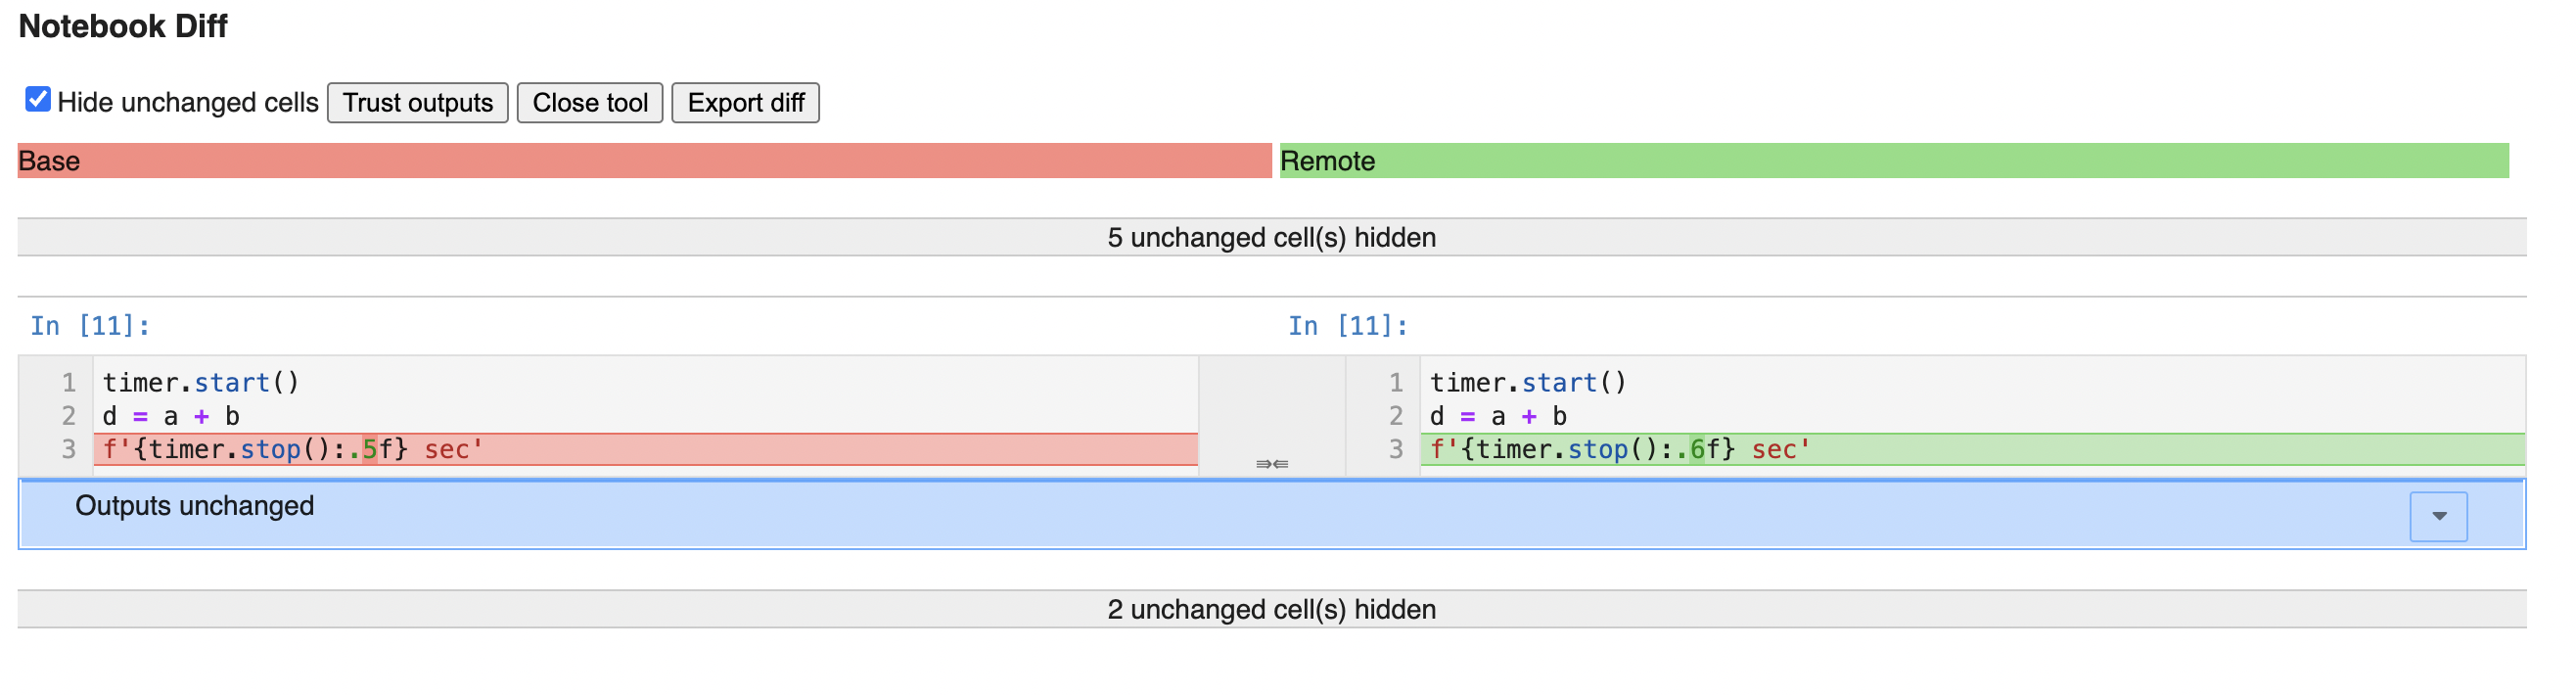 Notebook Diff
Hide unchanged cells Trust outputs Close tool Export diff
Base Remote
5 unchanged cell(s) hidden
In [11]: In [11]:
1 timer.start() 1 timer.start()
2 d = a + b 2 d = a + b
3 f'{timer.stop():.5f} sec' ⇛⇚ 3 f'{timer.stop():.6f} sec'
Outputs unchanged
2 unchanged cell(s) hidden